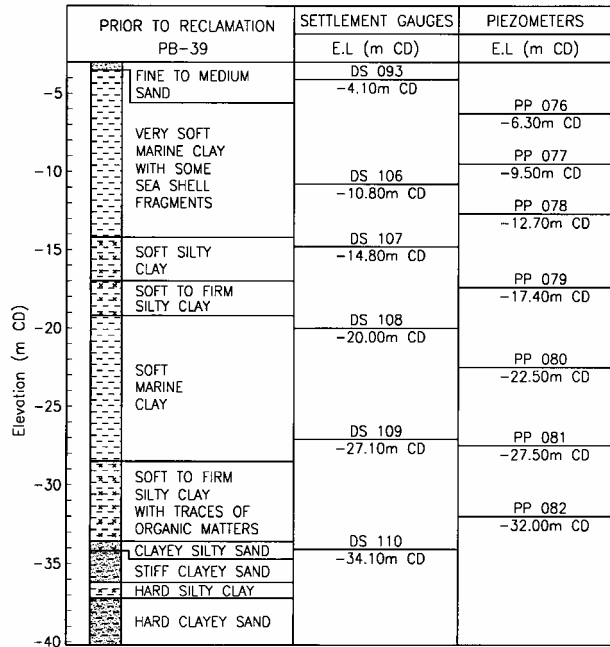 PRIOR TO RECLAMATION
PB-39
SETTLEMENT GAUGES
E.L (m CD)
PIEZOMETERS
E.L (m CD)
Elevation (m CD)
-5
-10
-15
-20
-25
-30
-35
-40
FINE TO MEDIUM
SAND
VERY SOFT
MARINE CLAY
WITH SOME
SEA SHELL
FRAGMENTS
SOFT SILTY
CLAY
SOFT TO FIRM
SILTY CLAY
SOFT
MARINE
CLAY
SOFT TO FIRM
SILTY CLAY
WITH TRACES OF
ORGANIC MATTERS
CLAYEY SILTY SAND
STIFF CLAYEY SAND
HARD SILTY CLAY
HARD CLAYEY SAND
DS 093
-4.10m CD
DS 106
-10.80m CD
DS 107
-14.80m CD
DS 108
-20.00m CD
DS 109
-27.10m CD
DS 110
-34.10m CD
PP 076
-6.30m CD
PP 077
-9.50m CD
PP 078
-12.70m CD
PP 079
-17.40m CD
PP 080
-22.50m CD
PP 081
-27.50m CD
PP 082
-32.00m CD